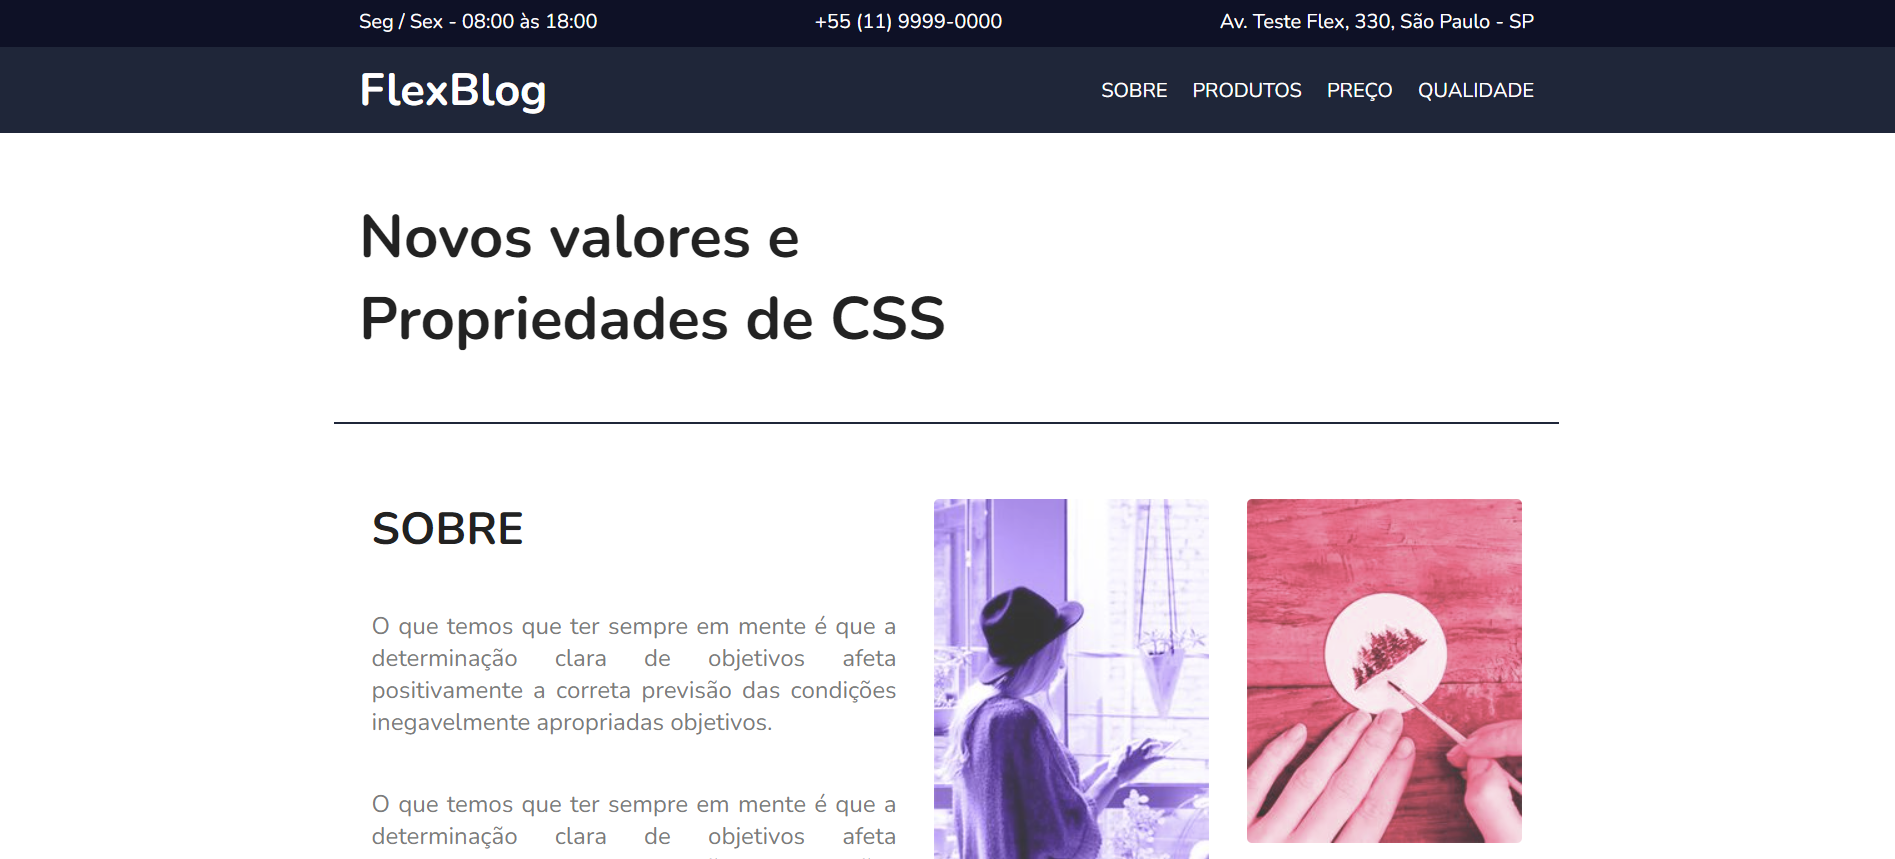 Seg / Sex - 08:00 às 18:00
+55 (11) 9999-0000
Av. Teste Flex, 330, São Paulo - SP
FlexBlog
SOBRE
PRODUTOS
PREÇO
QUALIDADE
Novos valores e
Propriedades de CSS
SOBRE
O que temos que ter sempre em mente é que a
determinação clara de objetivos afeta
positivamente a correta previsão das condições
inegavelmente apropriadas objetivos.
O que temos que ter sempre em mente é que a
determinação clara de objetivos afeta